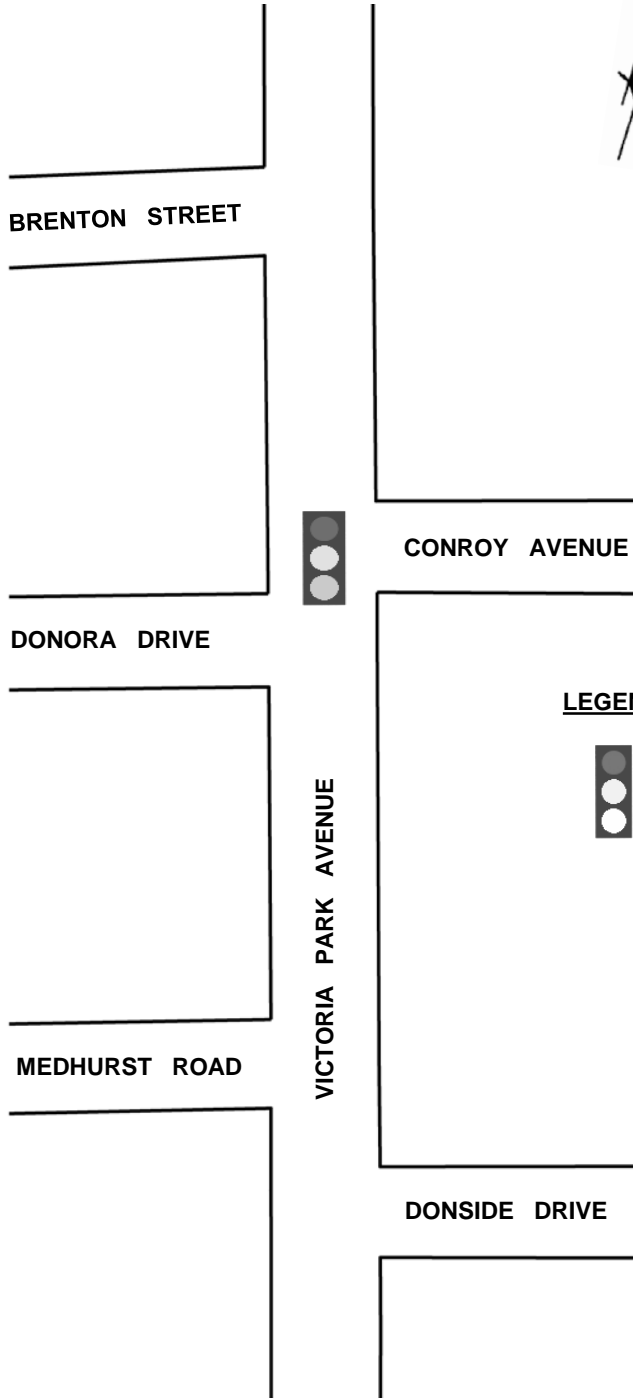 BRENTON STREET
CONROY AVENUE
DONORA DRIVE
VICTORIA PARK AVENUE
MEDHURST ROAD
DONSIDE DRIVE